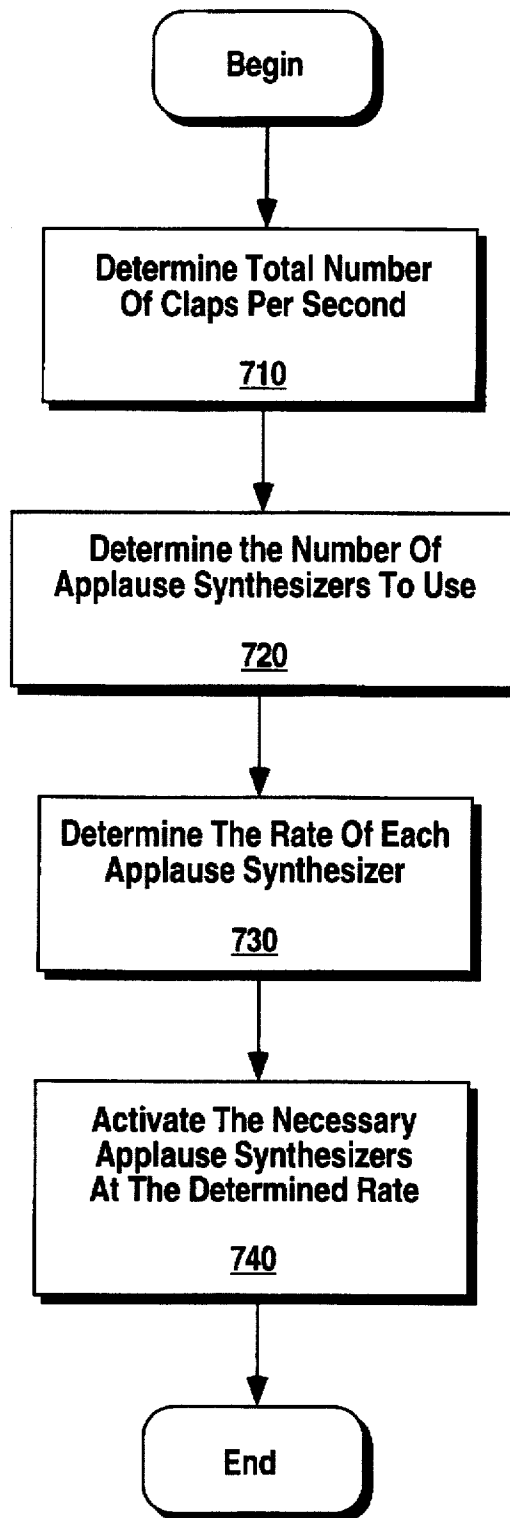 Begin
Determine Total Number
Of Claps Per Second
710
Determine the Number Of
Applause Synthesizers To Use
720
Determine The Rate Of Each
Applause Synthesizer
730
Activate The Necessary
Applause Synthesizers
At The Determined Rate
740
End